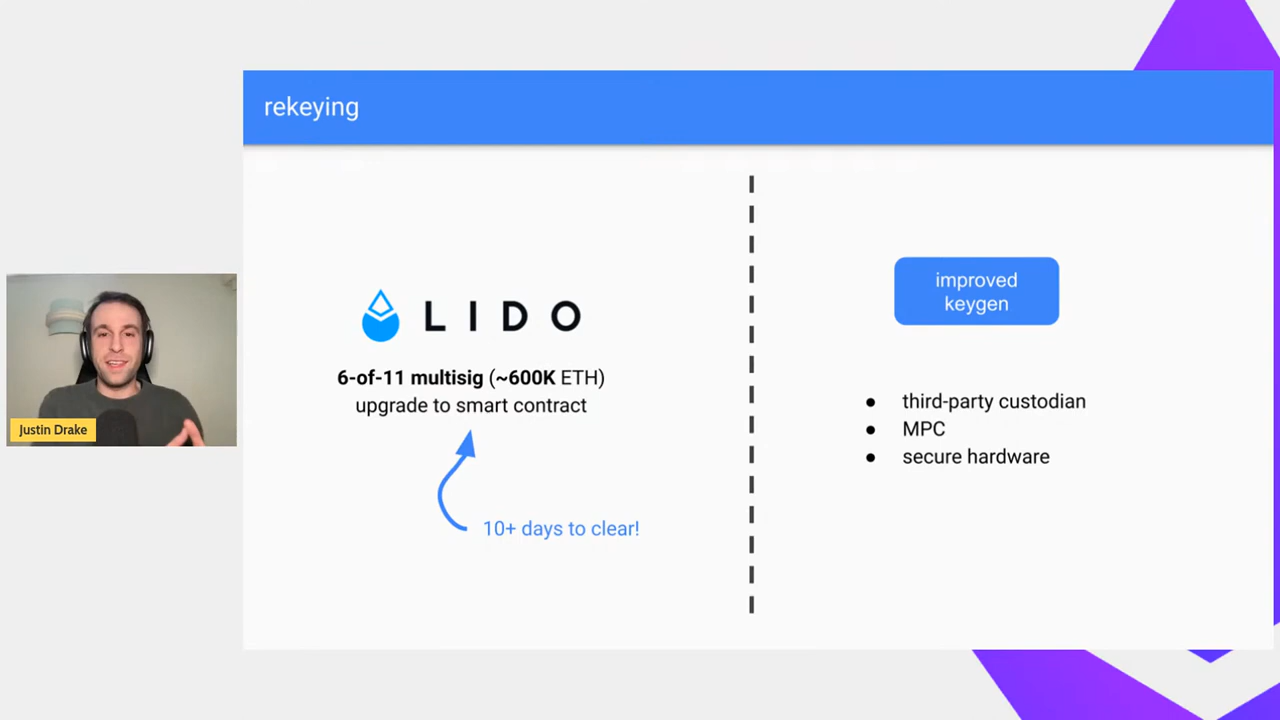 rekeying
LIDO
6-of-11 multisig (~600K ETH)
upgrade to smart contract
10+ days to clear!
improved
keygen
● third-party custodian
● MPC
● secure hardware
Justin Drake